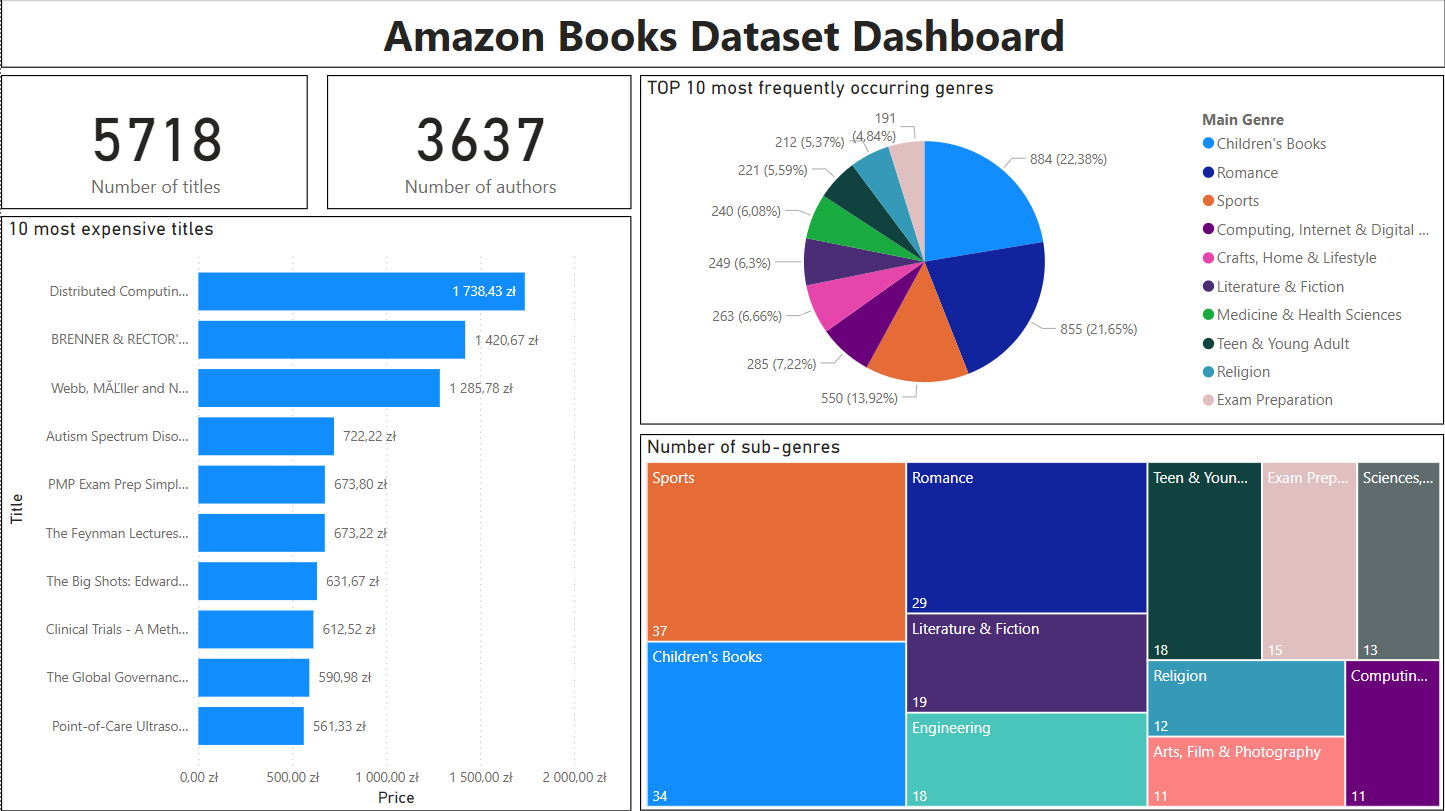 Amazon Books Dataset Dashboard
5718
Number of titles
3637
Number of authors
10 most expensive titles
Title
Distributed Computin...
1 738,43 zł
BRENNER & RECTOR'...
1 420,67 zł
Webb, MĂĽller and N...
1 285,78 zł
Autism Spectrum Diso...
722,22 zł
PMP Exam Prep Simpl...
673,80 zł
The Feynman Lectures...
673,22 zł
The Big Shots: Edward...
631,67 zł
Clinical Trials - A Meth...
612,52 zł
The Global Governanc...
590,98 zł
Point-of-Care Ultraso...
561,33 zł
0,00 zł
500,00 zł
1 000,00 zł
1 500,00 zł
2 000,00 zł
Price
TOP 10 most frequently occurring genres
884 (22,38%)
855 (21,65%)
550 (13,92%)
285 (7,22%)
263 (6,66%)
249 (6,3%)
240 (6,08%)
221 (5,59%)
212 (5,37%)
191
(4,84%)
Main Genre
Children's Books
Romance
Sports
Computing, Internet & Digital ...
Crafts, Home & Lifestyle
Literature & Fiction
Medicine & Health Sciences
Teen & Young Adult
Religion
Exam Preparation
Number of sub-genres
Sports
37
Children's Books
34
Romance
29
Literature & Fiction
19
Engineering
18
Teen & Youn...
18
Exam Prep...
15
Sciences,...
13
Religion
12
Arts, Film & Photography
11
Computin...
11